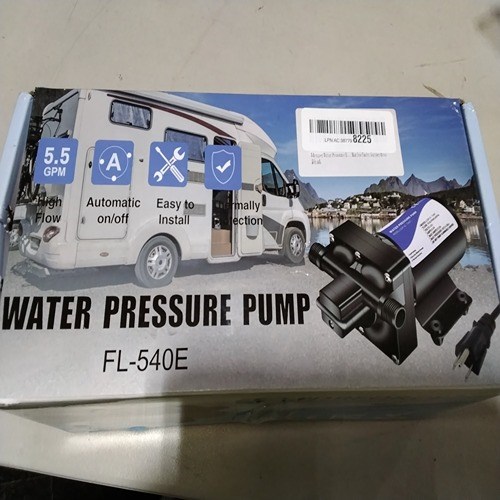 8225
5.5
GPM
A
High
Flow
Automatic
on/off
Easy to
Install
WATER PRESSURE PUMP
FL-540E